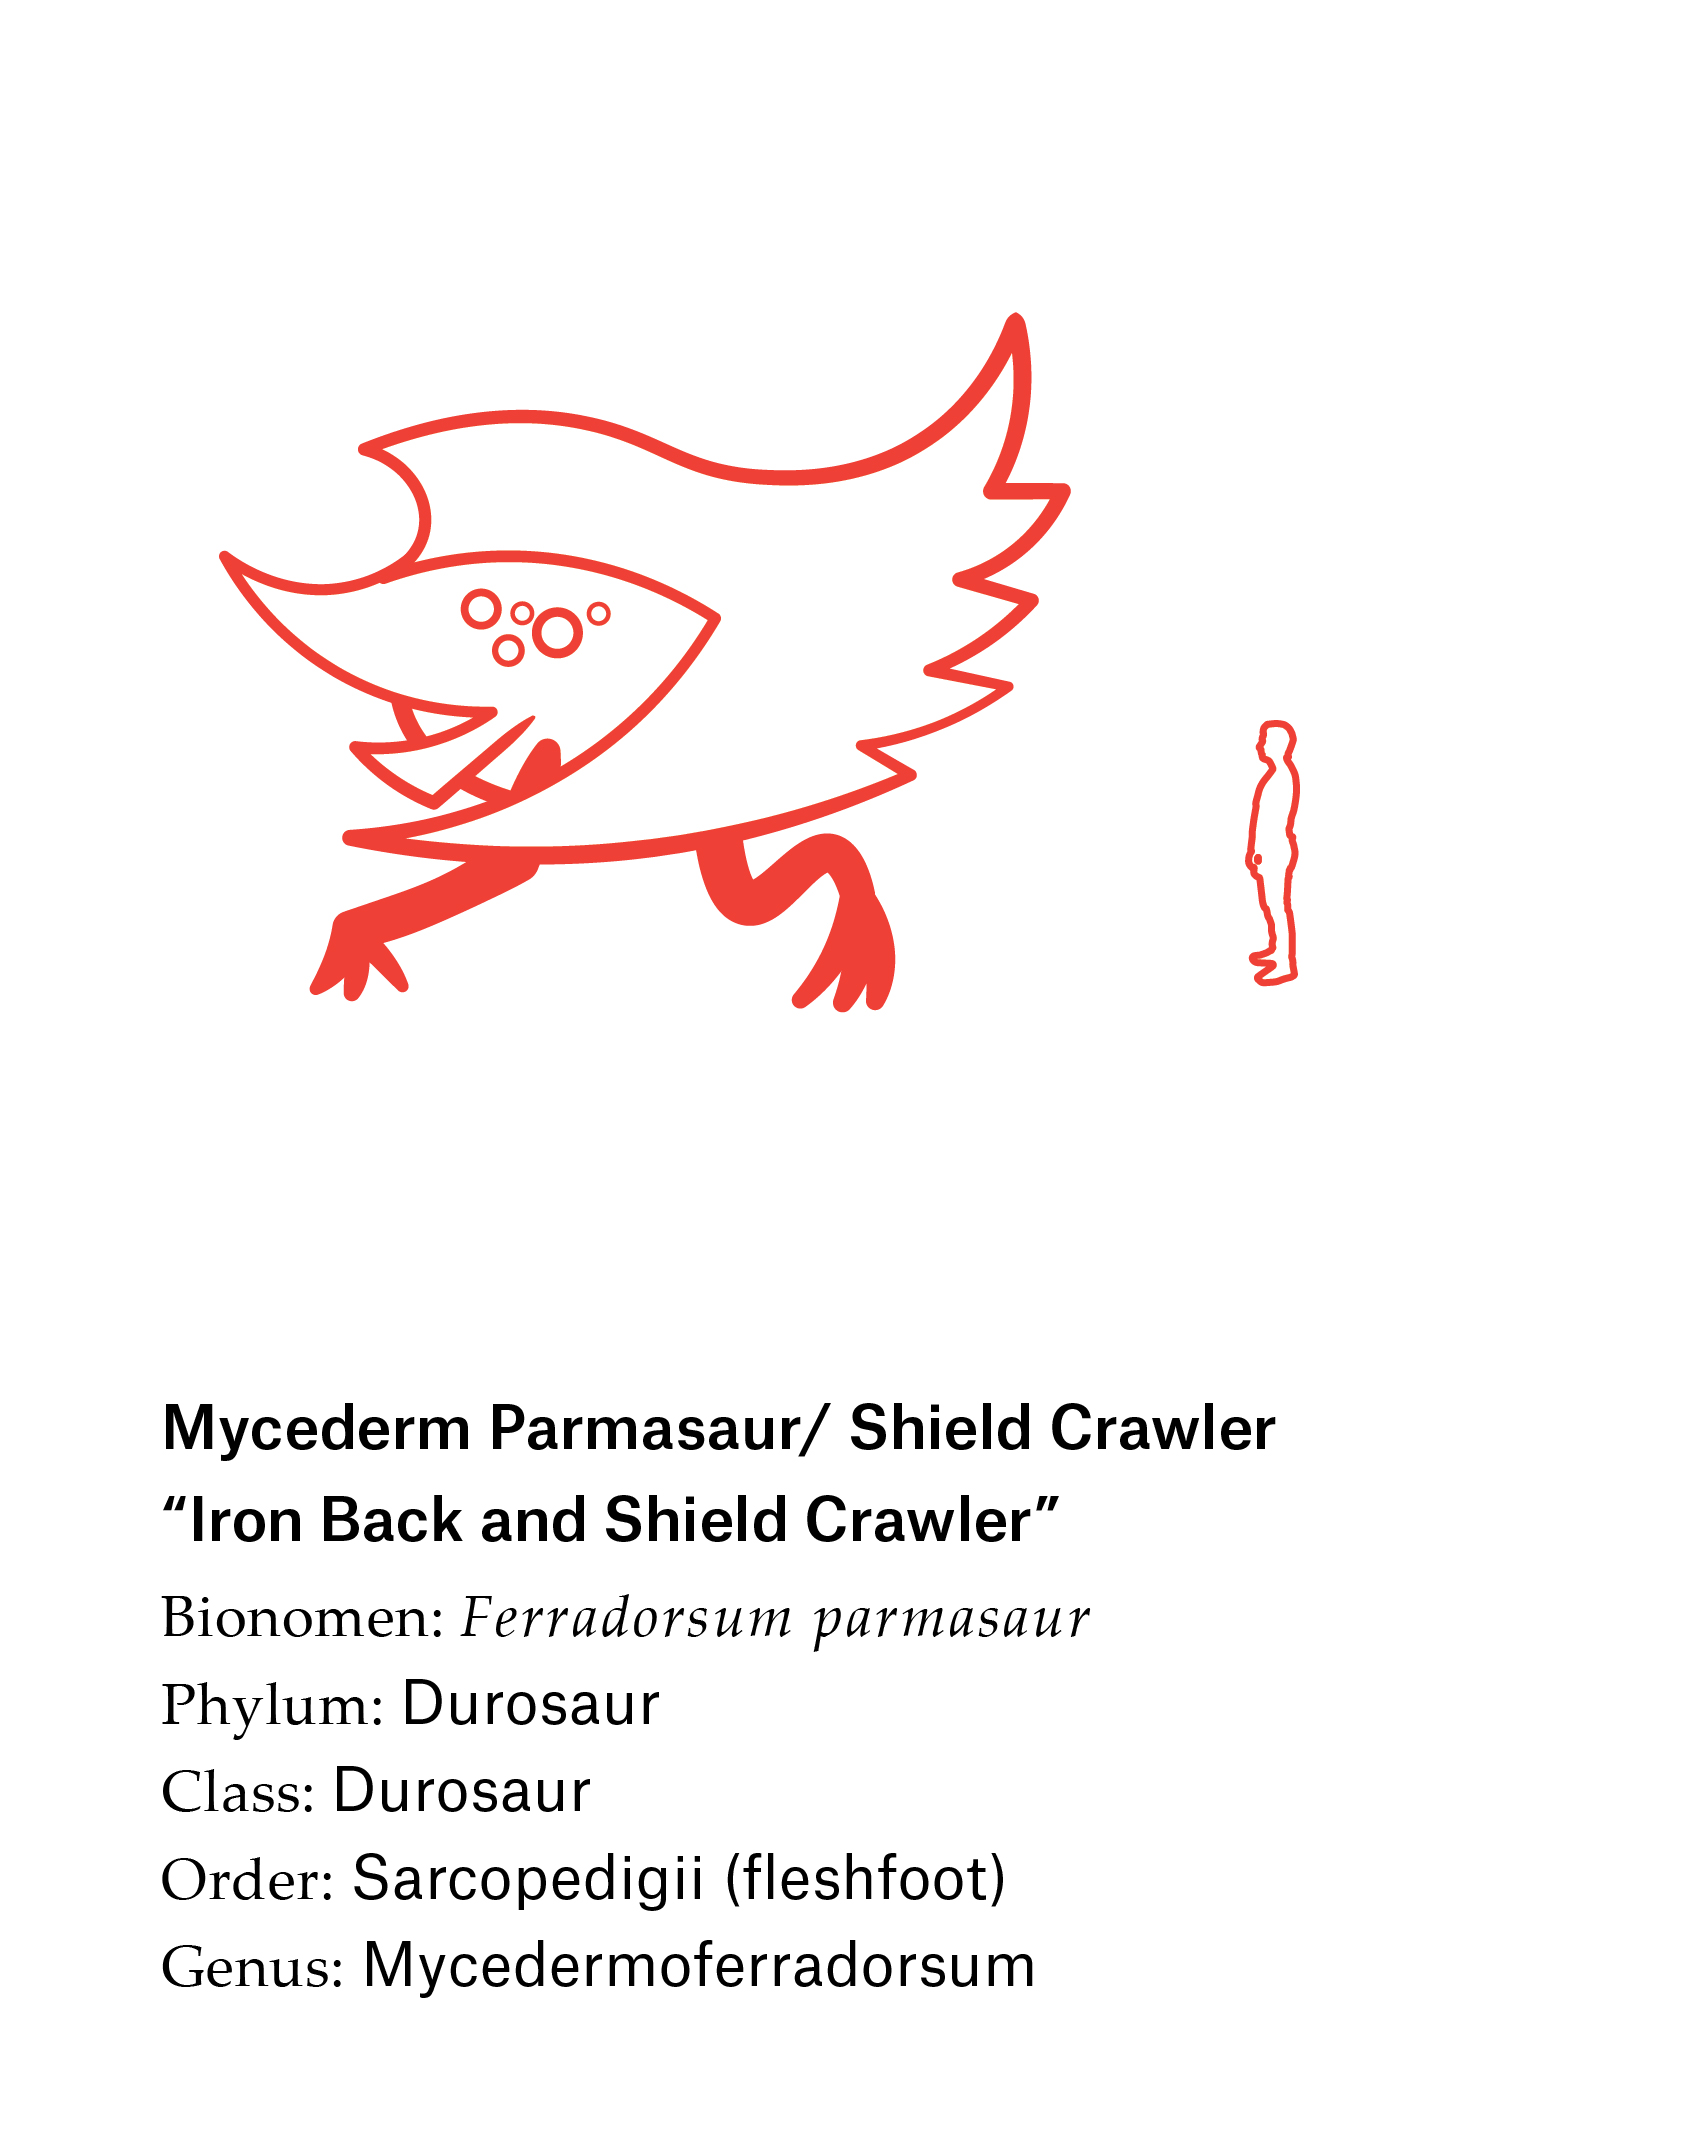 Mycederm Parmasaur/ Shield Crawler
“Iron Back and Shield Crawler”
Bionomen: Ferradorsum parmasaur
Phylum: Durosaur
Class: Durosaur
Order: Sarcopedigii (fleshfoot)
Genus: Mycedermoferradorsum